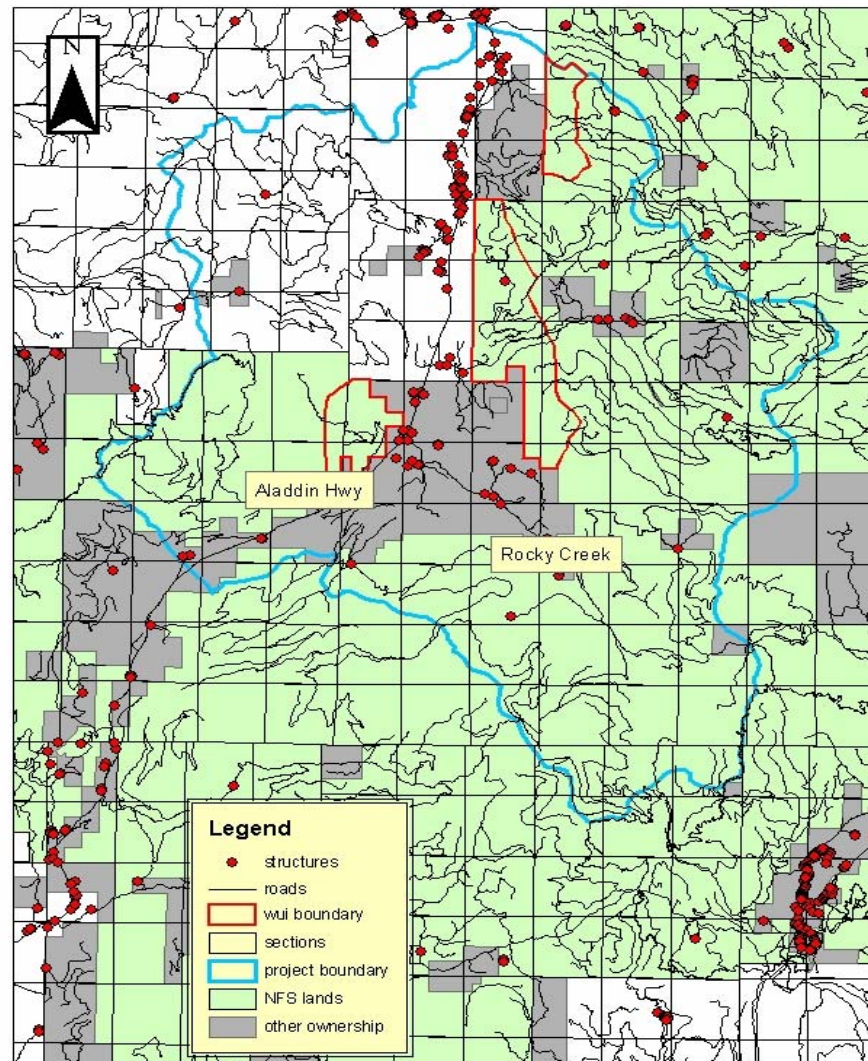 N
Aladdin Hwy
Rocky Creek
Legend
structures
roads
wui boundary
sections
project boundary
NFS lands
other ownership